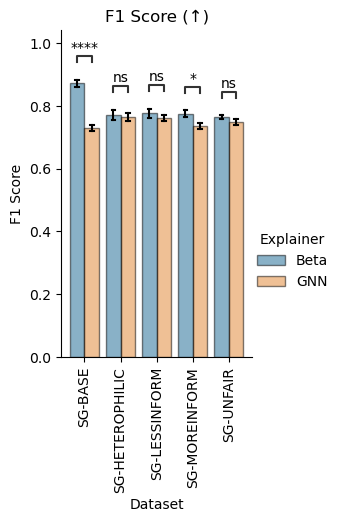 F1 Score (↑)
1.0
0.8
0.6
0.4
0.2
0.0
F1 Score
****
ns
ns
*
ns
Explainer
Beta
GNN
SG-BASE
SG-HETEROPHILIC
SG-LESSINFORM
SG-MOREINFORM
SG-UNFAIR
Dataset